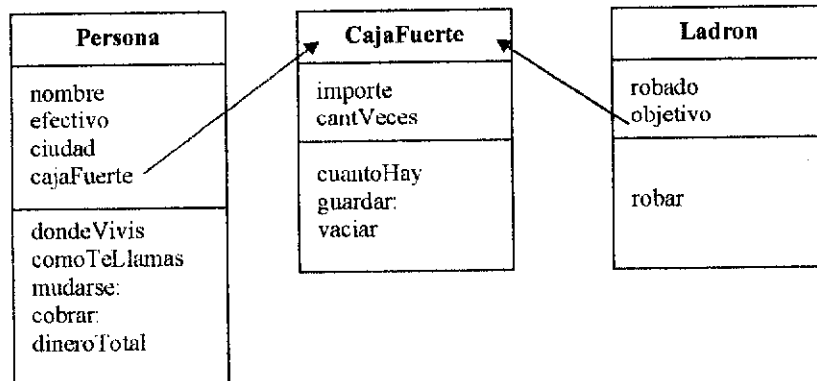 Persona
nombre
efectivo
ciudad
cajaFuerte
dondeVivis
comoTeLlamas
mudarse:
cobrar:
dineroTotal
CajaFuerte
importe
cantVeces
cuantoHay
guardar:
vaciar
Ladron
robado
objetivo
robar